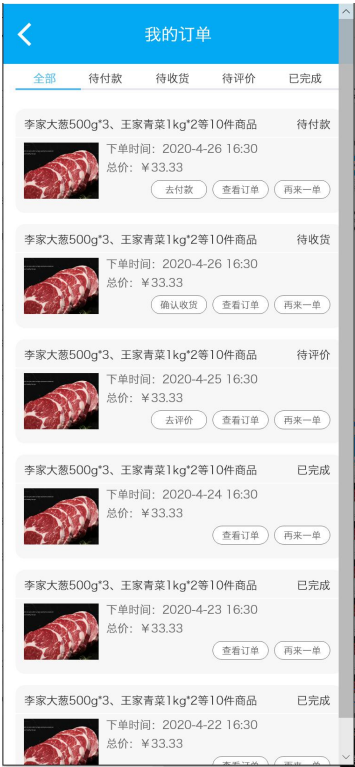 我的订单
全部 待付款 待收货 待评价 已完成
李家大葱500g*3、王家青菜1kg*2等10件商品 待付款
下单时间：2020-4-26 16:30
总价：￥33.33
去付款 查看订单 再来一单
李家大葱500g*3、王家青菜1kg*2等10件商品 待收货
下单时间：2020-4-26 16:30
总价：￥33.33
确认收货 查看订单 再来一单
李家大葱500g*3、王家青菜1kg*2等10件商品 待评价
下单时间：2020-4-25 16:30
总价：￥33.33
去评价 查看订单 再来一单
李家大葱500g*3、王家青菜1kg*2等10件商品 已完成
下单时间：2020-4-24 16:30
总价：￥33.33
查看订单 再来一单
李家大葱500g*3、王家青菜1kg*2等10件商品 已完成
下单时间：2020-4-23 16:30
总价：￥33.33
查看订单 再来一单
李家大葱500g*3、王家青菜1kg*2等10件商品 已完成
下单时间：2020-4-22 16:30
总价：￥33.33
查看订单 再来一单